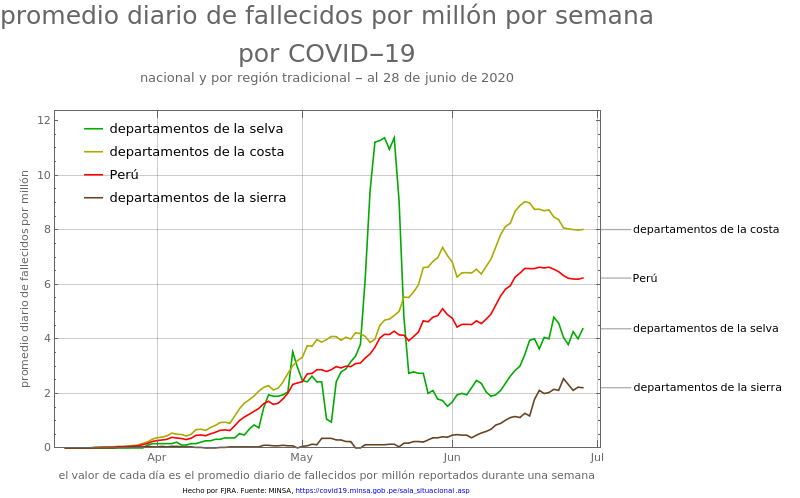 promedio diario de fallecidos por millón por semana
por COVID−19
nacional y por región tradicional − al 28 de junio de 2020
promedio diario de fallecidos por millón
12
10
8
6
4
2
0
departamentos de la selva
departamentos de la costa
Perú
departamentos de la sierra
departamentos de la costa
Perú
departamentos de la selva
departamentos de la sierra
Apr
May
Jun
Jul
el valor de cada día es el promedio diario de fallecidos por millón reportados durante una semana
Hecho por FJRA. Fuente: MINSA, https://covid19.minsa.gob.pe/sala_situacional.asp